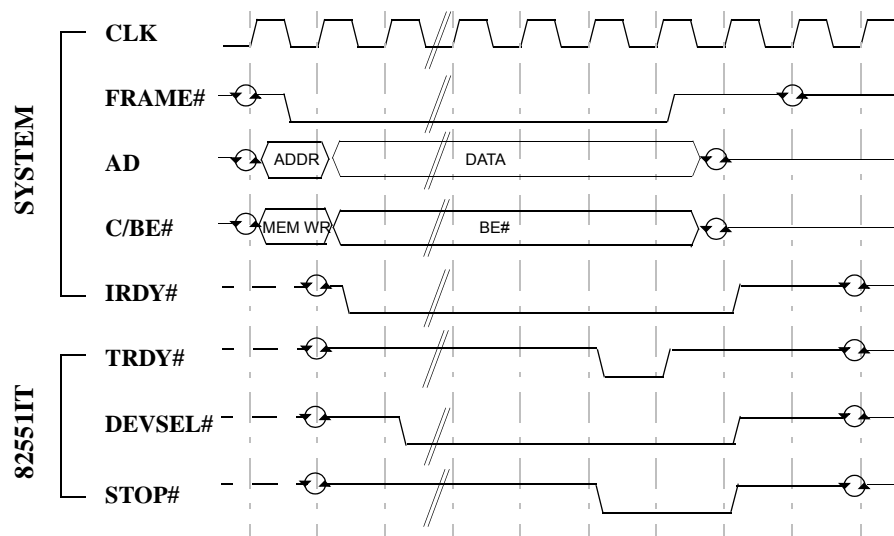 SYSTEM
CLK
FRAME#
AD
ADDR
DATA
C/BE#
MEM WR
BE#
IRDY#
82551IT
TRDY#
DEVSEL#
STOP#